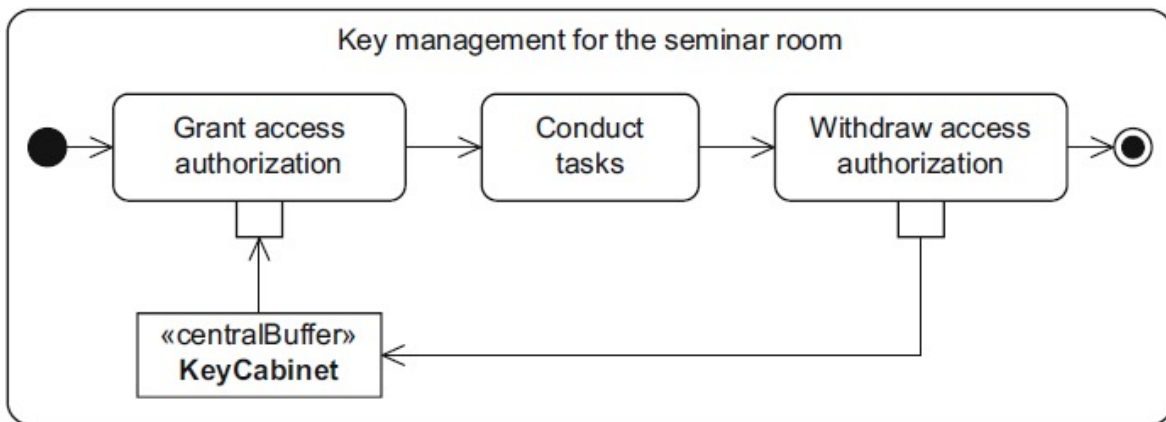 Key management for the seminar room
Grant access
authorization
Conduct
tasks
Withdraw access
authorization
«centralBuffer»
KeyCabinet